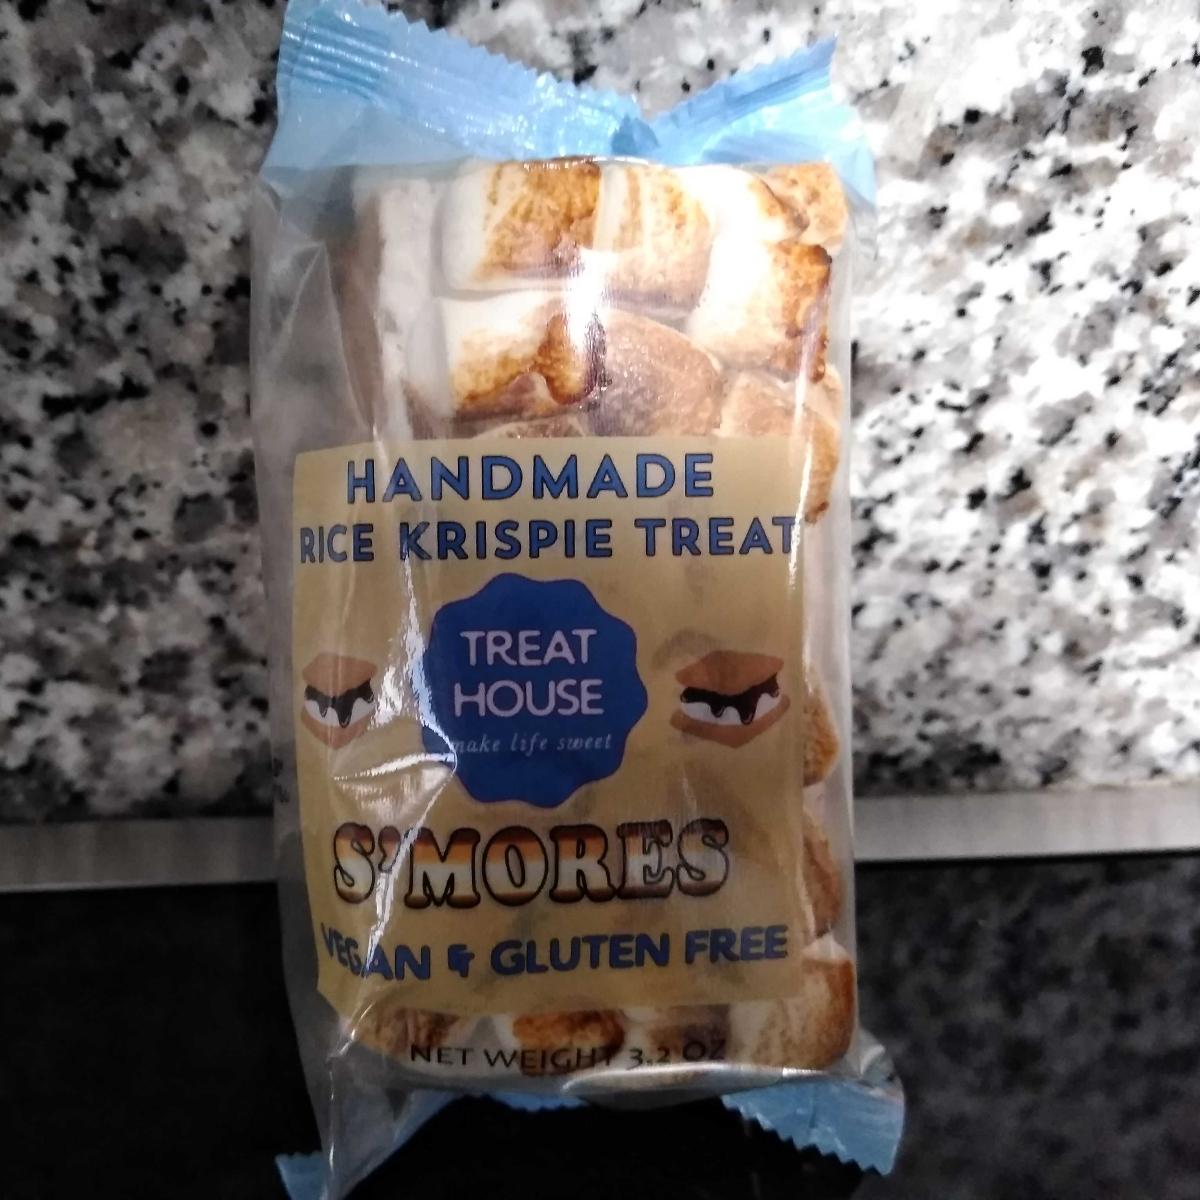 HANDMADE
RICE KRISPIE TREAT
TREAT
HOUSE
make life sweet
S'MORES
VEGAN & GLUTEN FREE
NET WEIGHT 3.2 OZ